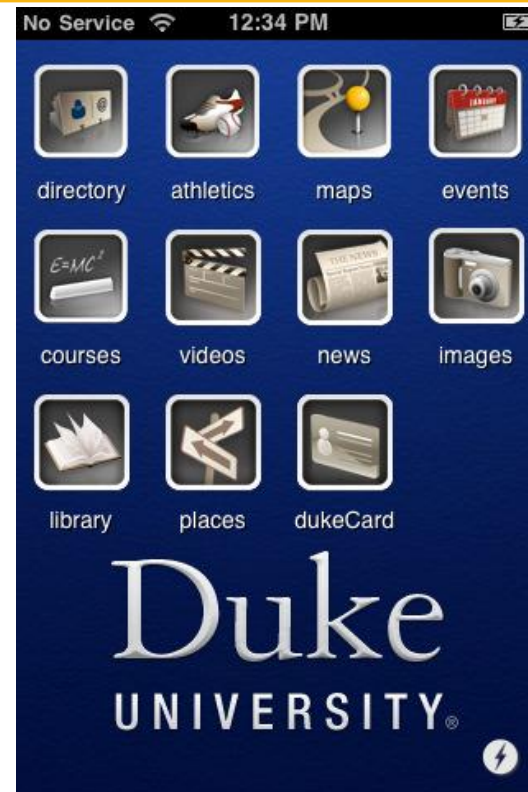 No Service 12:34 PM
directory athletics maps events
E=MC²
JANUARY
THE NEWS
courses videos news images
library places dukeCard
Duke
UNIVERSITY®